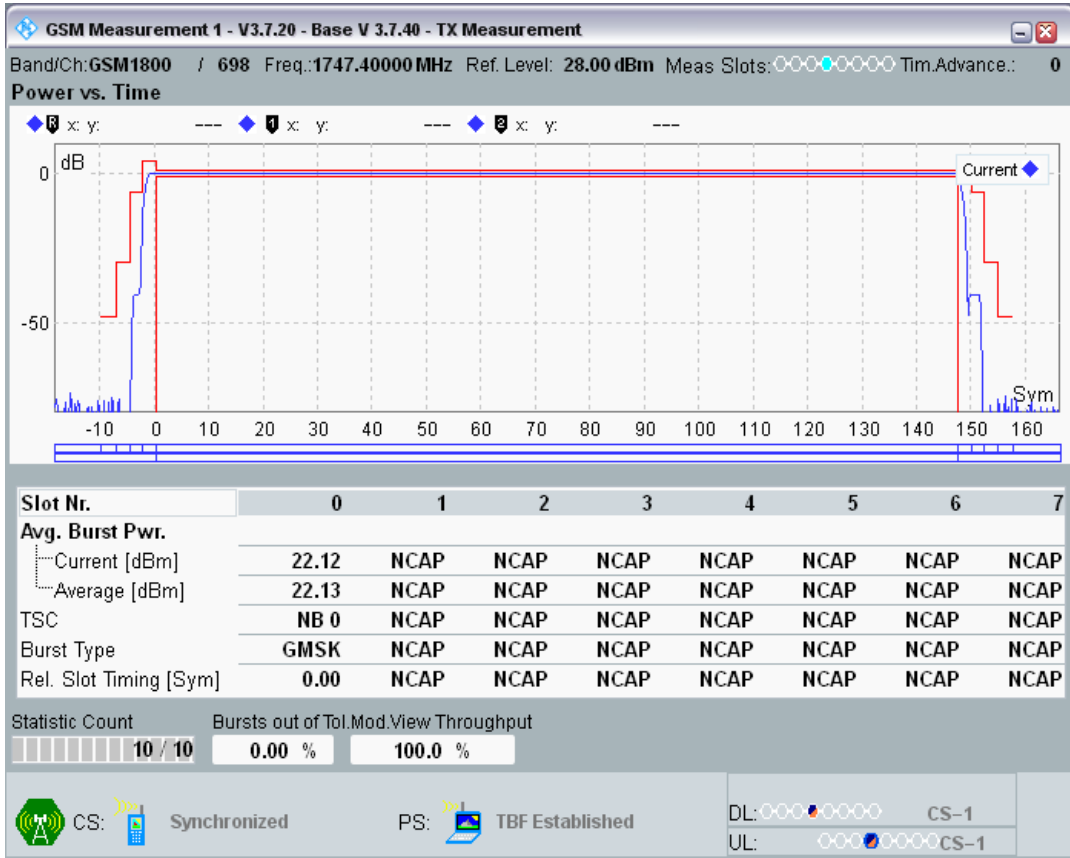 GSM Measurement 1 - V3.7.20 - Base V 3.7.40 - TX Measurement
Band/Ch:GSM1800 / 698 Freq.:1747.40000 MHz Ref. Level: 28.00 dBm Meas Slots: Tim.Advance.: 0
Power vs. Time
R x: y: --- 1 x: y: --- 2 x: y: ---
dB
0
Current
-50
Sym
-10 0 10 20 30 40 50 60 70 80 90 100 110 120 130 140 150 160
Slot Nr. 0 1 2 3 4 5 6 7
Avg. Burst Pwr.
Current [dBm] 22.12 NCAP NCAP NCAP NCAP NCAP NCAP NCAP
Average [dBm] 22.13 NCAP NCAP NCAP NCAP NCAP NCAP NCAP
TSC NB 0 NCAP NCAP NCAP NCAP NCAP NCAP NCAP
Burst Type GMSK NCAP NCAP NCAP NCAP NCAP NCAP NCAP
Rel. Slot Timing [Sym] 0.00 NCAP NCAP NCAP NCAP NCAP NCAP NCAP
Statistic Count Bursts out of Tol. Mod.View Throughput
10 / 10 0.00 % 100.0 %
CS: Synchronized PS: TBF Established
DL: CS-1
UL: CS-1